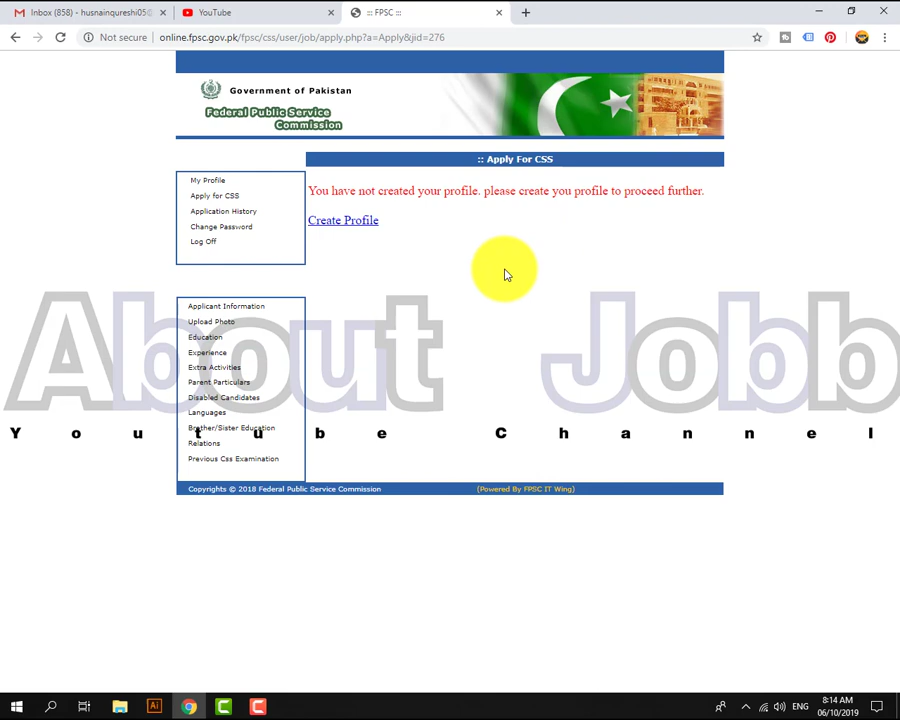 Inbox (858) - husnainqureshi05@
YouTube
::: FPSC :::
Not secure
online.fpsc.gov.pk/fpsc/css/user/job/apply.php?a=Apply&jid=276
Government of Pakistan
Federal Public Service
Commission
:: Apply For CSS
My Profile
Apply for CSS
Application History
Change Password
Log Off
You have not created your profile. please create you profile to proceed further.
Create Profile
Applicant Information
Upload Photo
Education
Experience
Extra Activities
Parent Particulars
Disabled Candidates
Languages
Brother/Sister Education
Relations
Previous Css Examination
About Jobb
Youtube Channel
Copyrights © 2018 Federal Public Service Commission
(Powered By FPSC IT Wing)
Ai
ENG
8:14 AM
06/10/2019